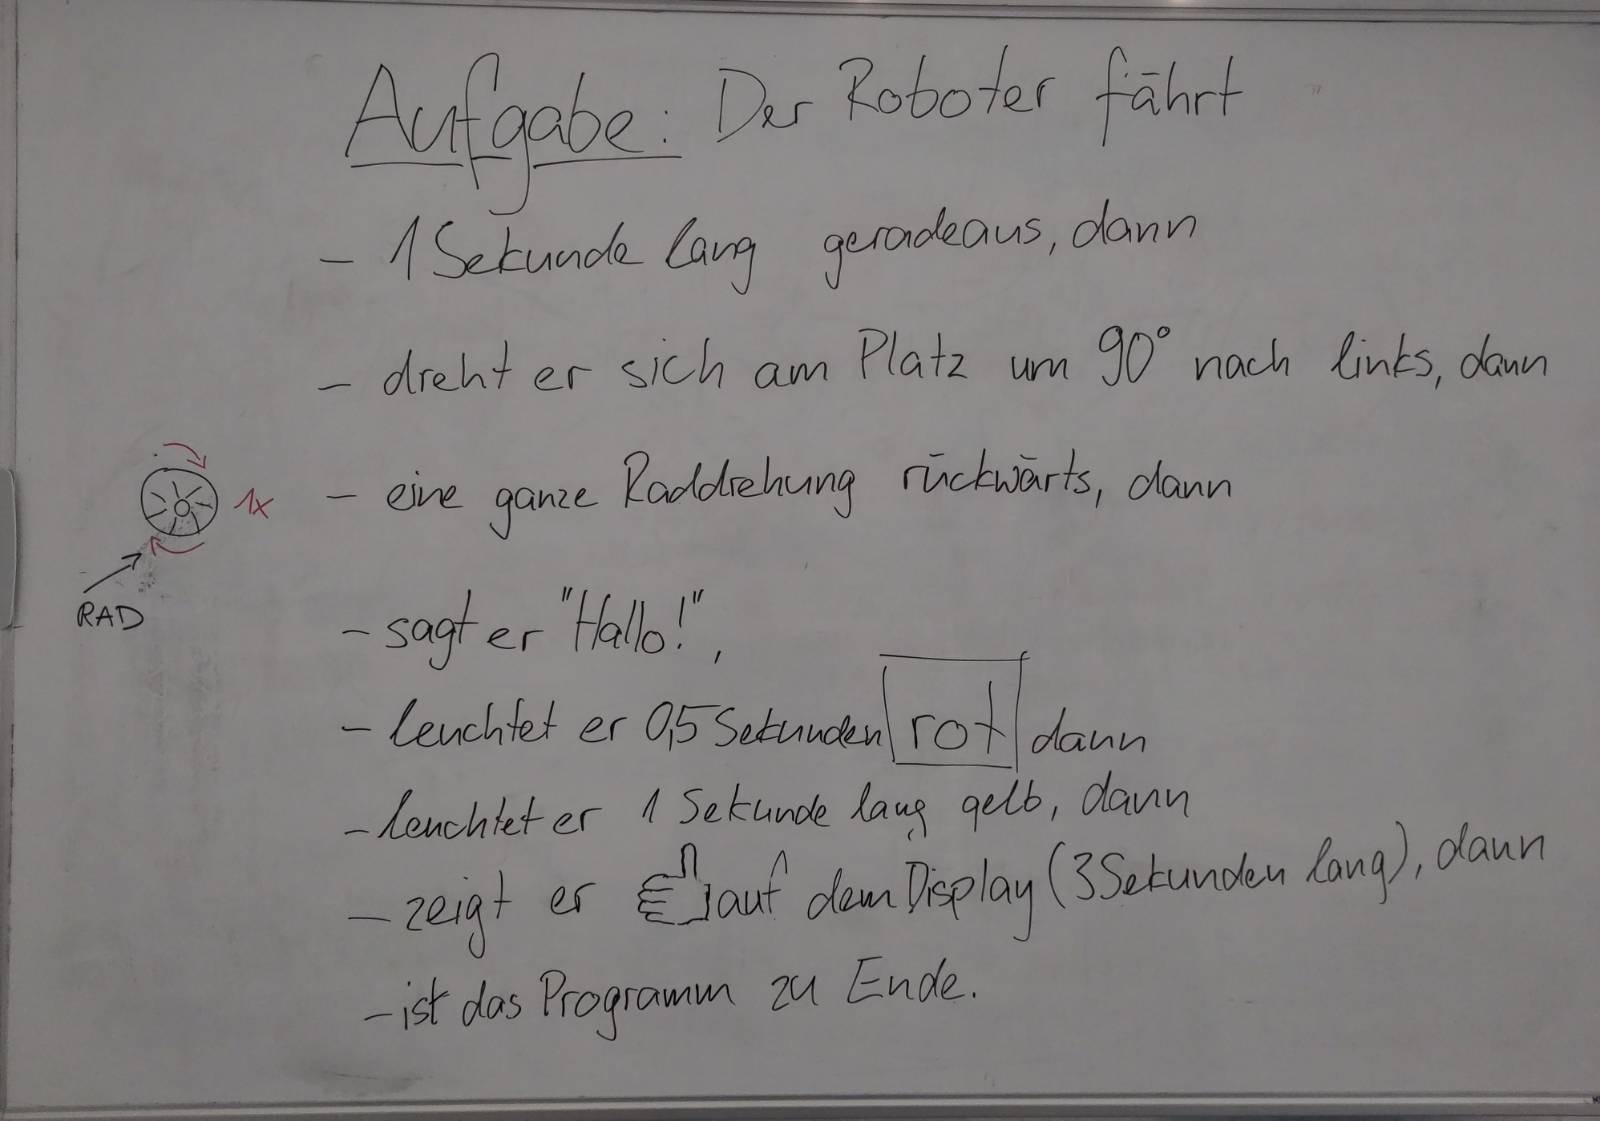 Aufgabe: Der Roboter fährt
- 1 Sekunde lang geradeaus, dann
- dreht er sich am Platz um 90° nach links, dann
1x - eine ganze Raddrehung rückwärts, dann
RAD
- sagt er "Hallo!",
- leuchtet er 0,5 Sekunden rot dann
- leuchtet er 1 Sekunde lang gelb, dann
- zeigt er auf dem Display (3 Sekunden lang), dann
- ist das Programm zu Ende.